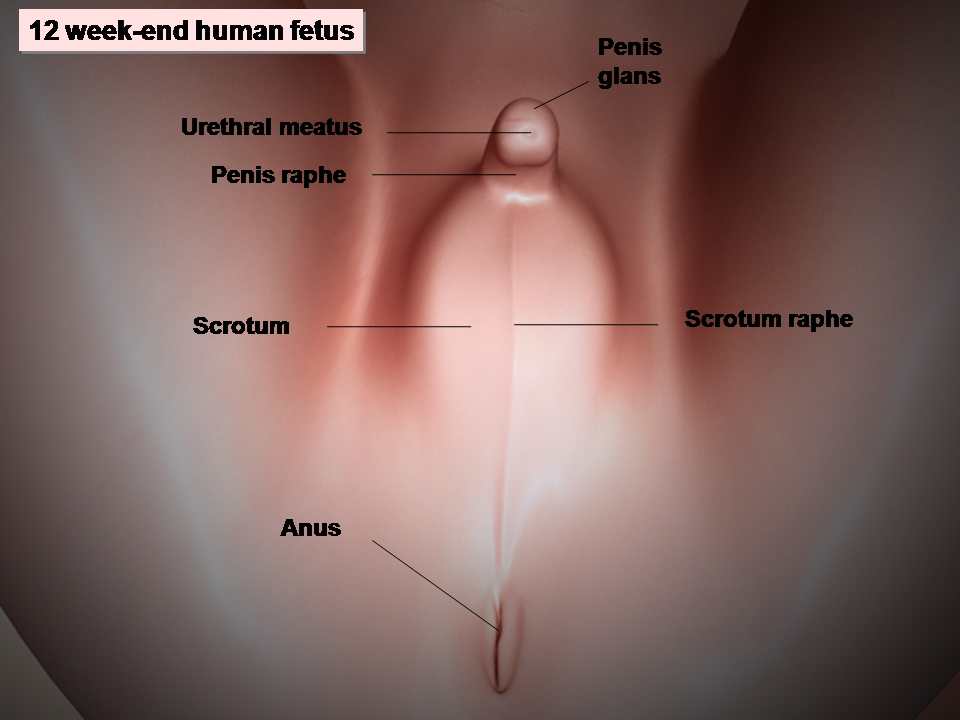 12 week-end human fetus
Penis
glans
Urethral meatus
Penis raphe
Scrotum
Scrotum raphe
Anus